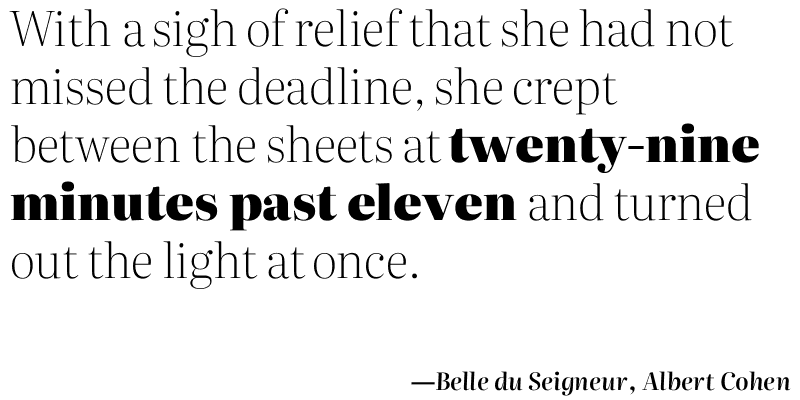 With a sigh of relief that she had not
missed the deadline, she crept
between the sheets at twenty-nine
minutes past eleven and turned
out the light at once.
—Belle du Seigneur, Albert Cohen